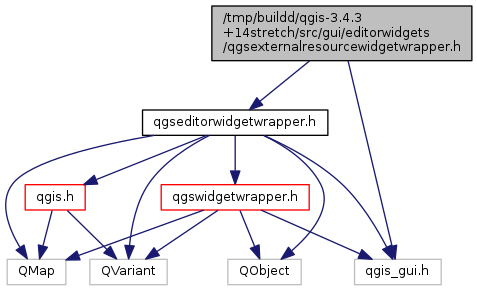 /tmp/buildd/qgis-3.4.3
+14stretch/src/gui/editorwidgets
/qgsexternalresourcewidgetwrapper.h
qgseditorwidgetwrapper.h
qgis.h
qgswidgetwrapper.h
QMap
QVariant
QObject
qgis_gui.h